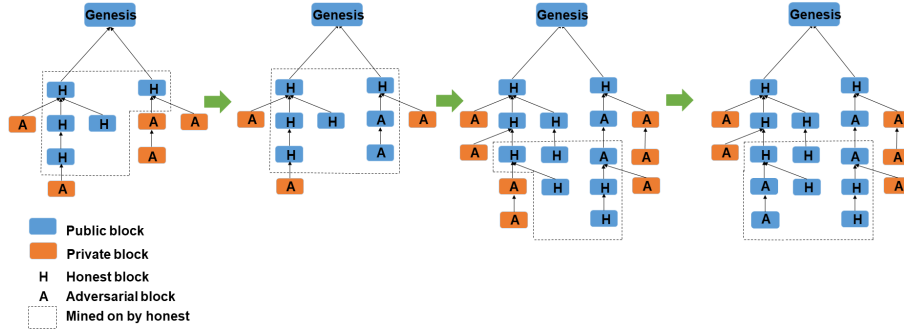 Genesis
H H
A H H A A
H A
A
Genesis
H H
A H H A A
H A
A
Genesis
H H
A H H A A
A H H A A
A H H A
A H
Genesis
H H
A H H A A
A H H A A
A H H A
A H
Public block
Private block
H Honest block
A Adversarial block
Mined on by honest